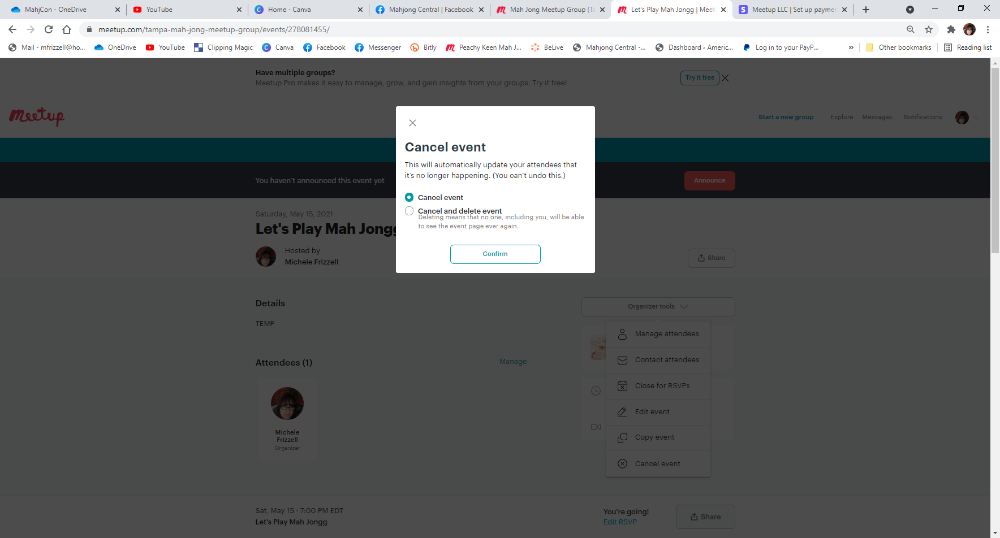 MahjCon - OneDrive
YouTube
Home - Canva
Mahjong Central | Facebook
Mah Jong Meetup Group (Ta
Let's Play Mah Jongg | Meet
Meetup LLC | Set up paymen
meetup.com/tampa-mah-jong-meetup-group/events/278081455/
Mail - mfrizzell@ho...
OneDrive
YouTube
Clipping Magic
Canva
Facebook
Messenger
Bitly
Peachy Keen Mah J...
BeLive
Mahjong Central -...
Dashboard ‹ Americ...
Log in to your PayP...
»
Other bookmarks
Reading list
Have multiple groups?
Meetup Pro makes it easy to manage, grow, and gain insights from your groups. Try it free!
Try it free
Meetup
Start a new group
Explore
Messages
Notifications
Cancel event
This will automatically update your attendees that
it's no longer happening. (You can't undo this.)
Cancel event
Cancel and delete event
Deleting means that no one, including you, will be able
to see the event page ever again.
Confirm
You haven't announced this event yet
Announce
Saturday, May 15, 2021
Let's Play Mah Jongg
Hosted by
Michele Frizzell
Share
Details
TEMP
Organizer tools
Manage attendees
Contact attendees
Close for RSVPs
Edit event
Copy event
Cancel event
Attendees (1)
Manage
Michele
Frizzell
Organizer
Sat, May 15 · 7:00 PM EDT
Let's Play Mah Jongg
You're going!
Edit RSVP
Share